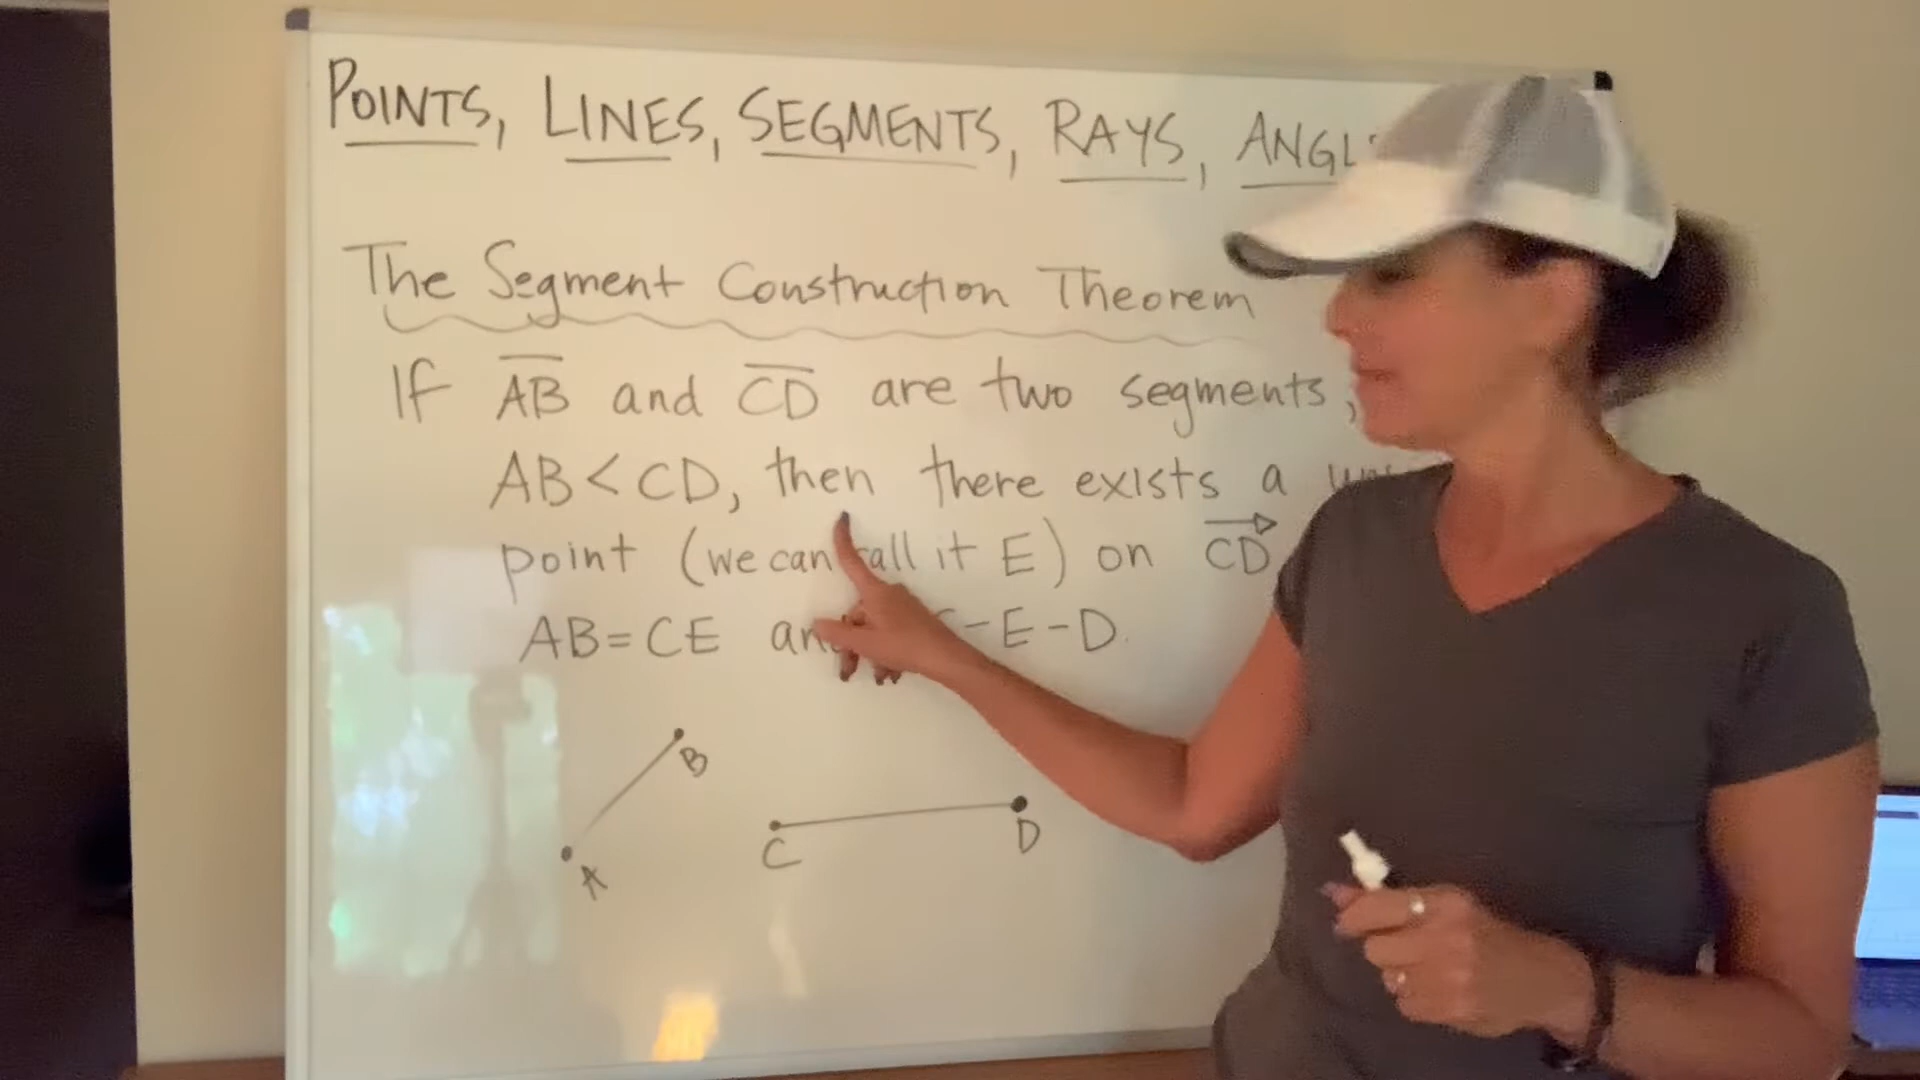 POINTS, LINES, SEGMENTS, RAYS,
The Segment Construction Theorem
If AB and CD are two segments,
AB < CD, then there exists a
point (we can call it E) on CD
AB = CE and -E-D.
B
A
C
D